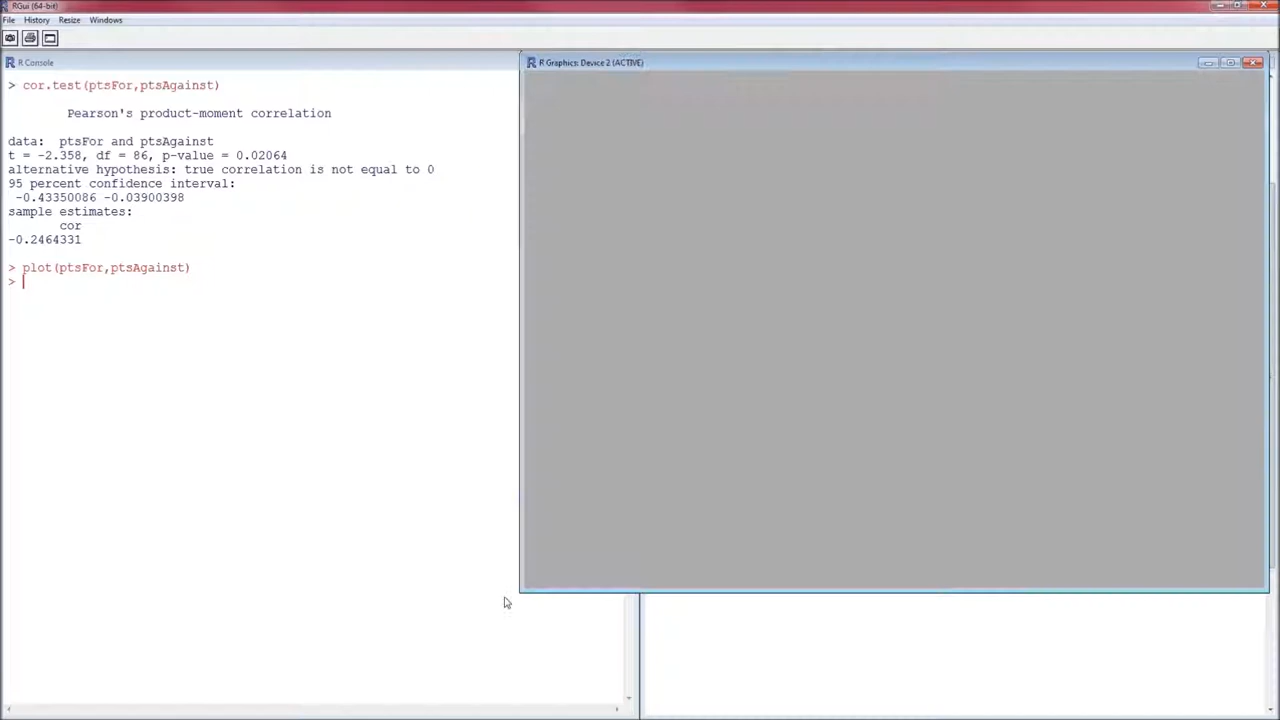 RGui (64-bit)
File History Resize Windows
R Console
> cor.test(ptsFor,ptsAgainst)
Pearson's product-moment correlation
data:  ptsFor and ptsAgainst
t = -2.358, df = 86, p-value = 0.02064
alternative hypothesis: true correlation is not equal to 0
95 percent confidence interval:
-0.43350086 -0.03900398
sample estimates:
cor
-0.2464331
> plot(ptsFor,ptsAgainst)
>
R Graphics: Device 2 (ACTIVE)